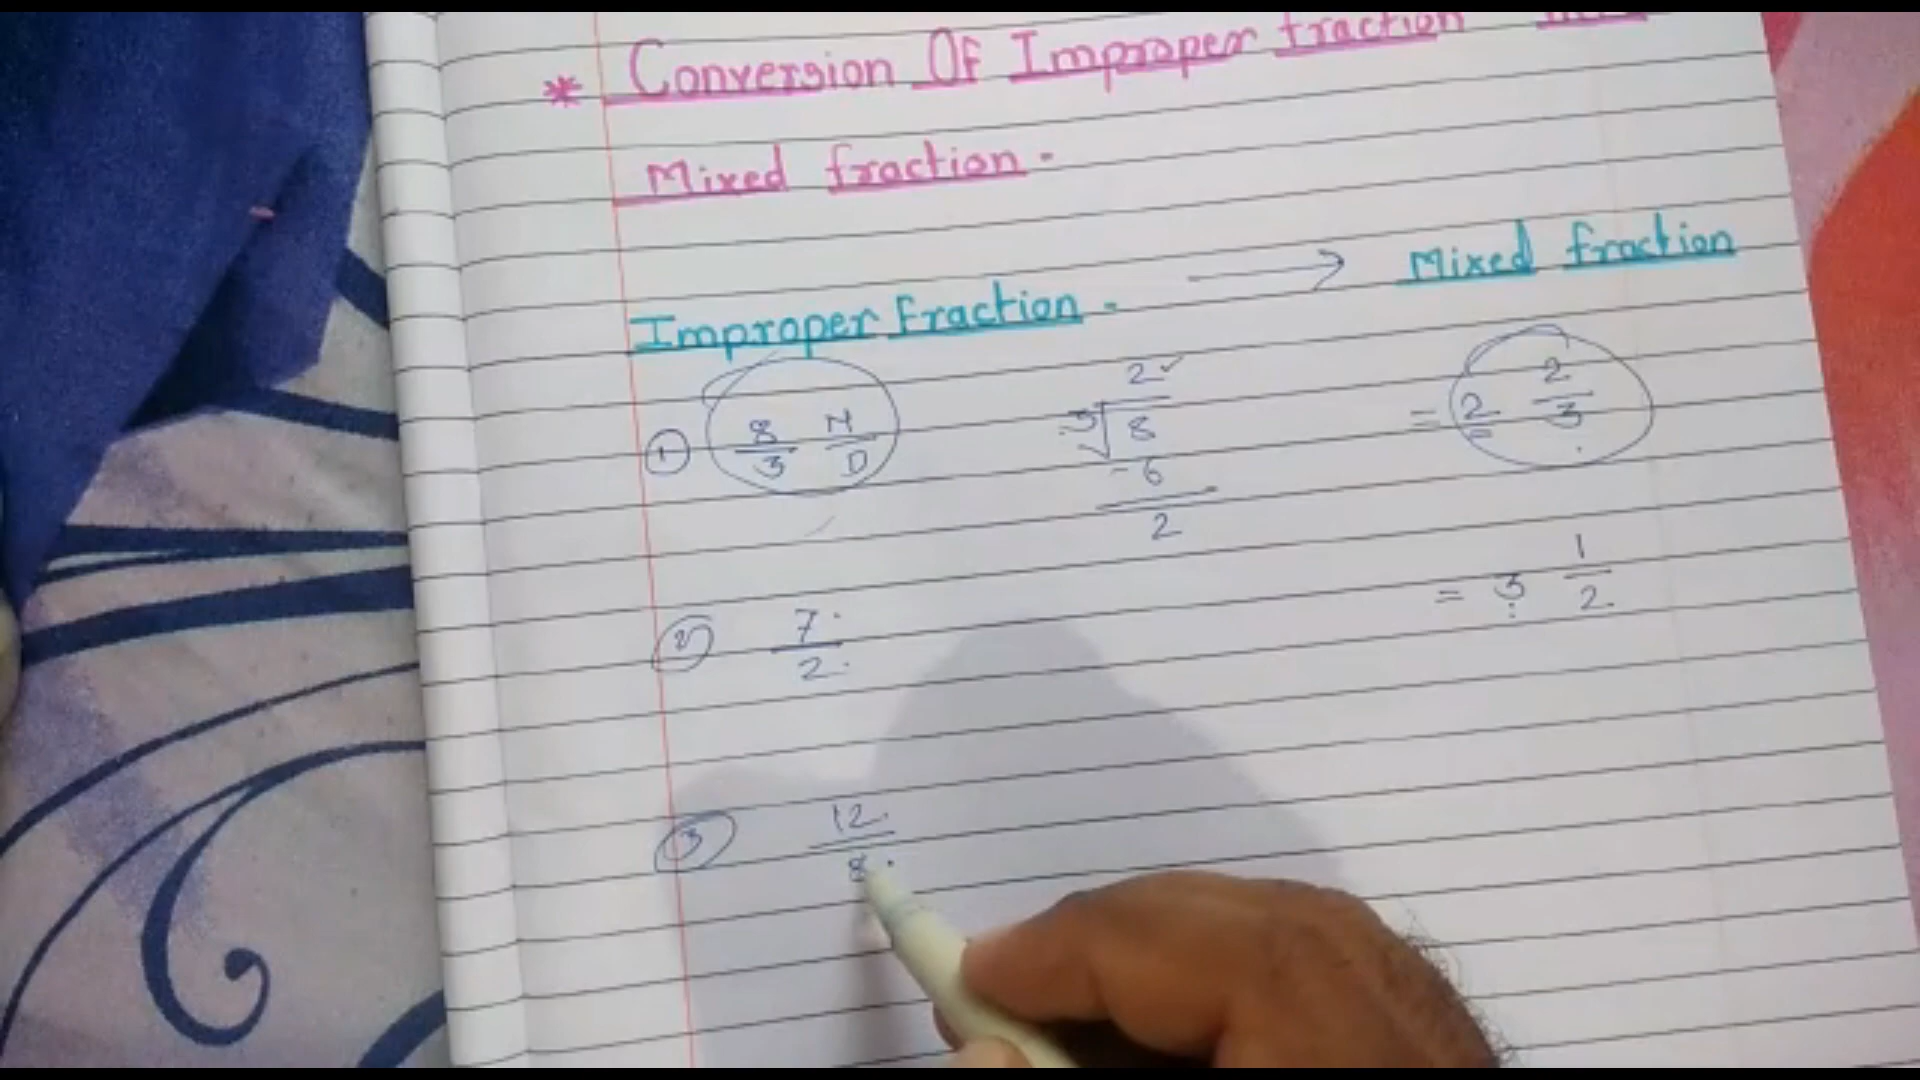 * Conversion Of Improper fraction
Mixed fraction.
Improper fraction. → Mixed fraction
① 8/3 N/D
2 ✓
3√8
-6
2
= 2 2/3
② 7/2
= 3 1/2
③ 12/8